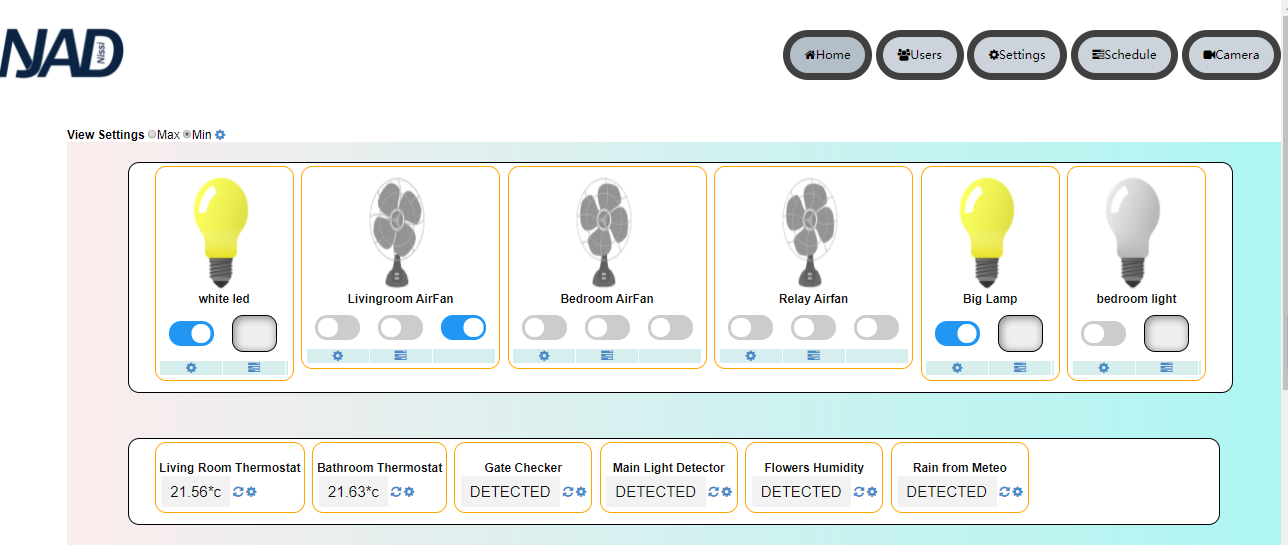 NJAD Nissi
Home Users Settings Schedule Camera
View Settings Max Min
white led Livingroom AirFan Bedroom AirFan Relay Airfan Big Lamp bedroom light
Living Room Thermostat Bathroom Thermostat Gate Checker Main Light Detector Flowers Humidity Rain from Meteo
21.56*c 21.63*c DETECTED DETECTED DETECTED DETECTED